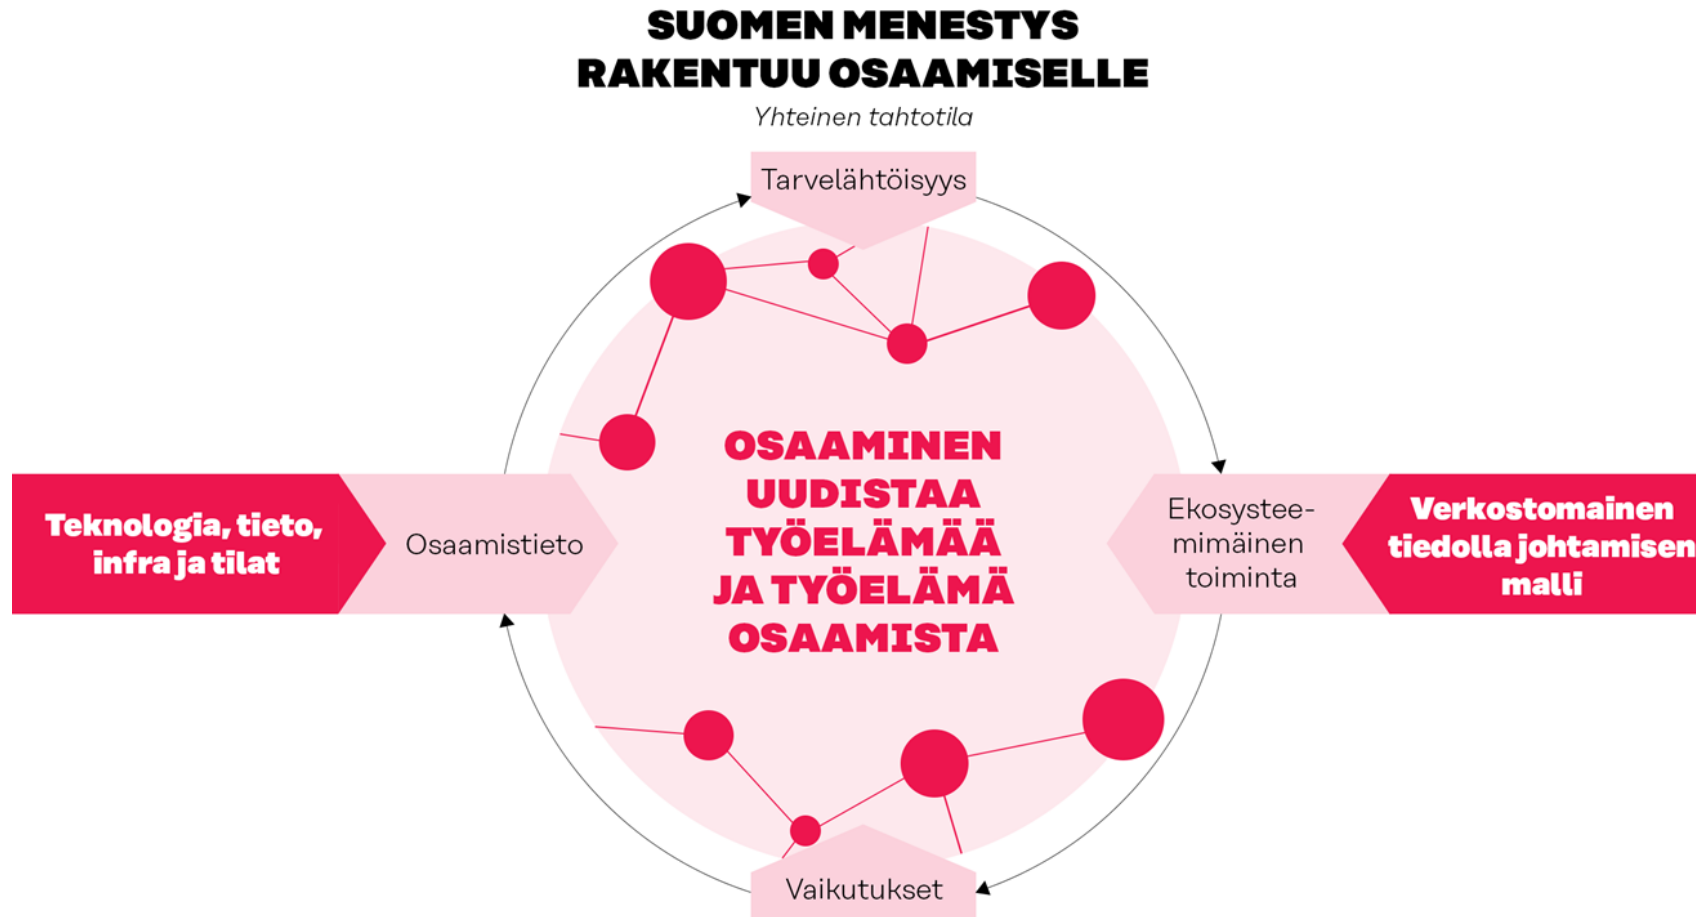 SUOMEN MENESTYS
RAKENTUU OSAAMISELLE
Yhteinen tahtotila
Tarvelähtöisyys
Teknologia, tieto,
infra ja tilat
Osaamistieto
OSAAMINEN
UUDISTAA
TYÖELÄMÄÄ
JA TYÖELÄMÄ
OSAAMISTA
Ekosystee-
mimäinen
toiminta
Verkostomainen
tiedolla johtamisen
malli
Vaikutukset